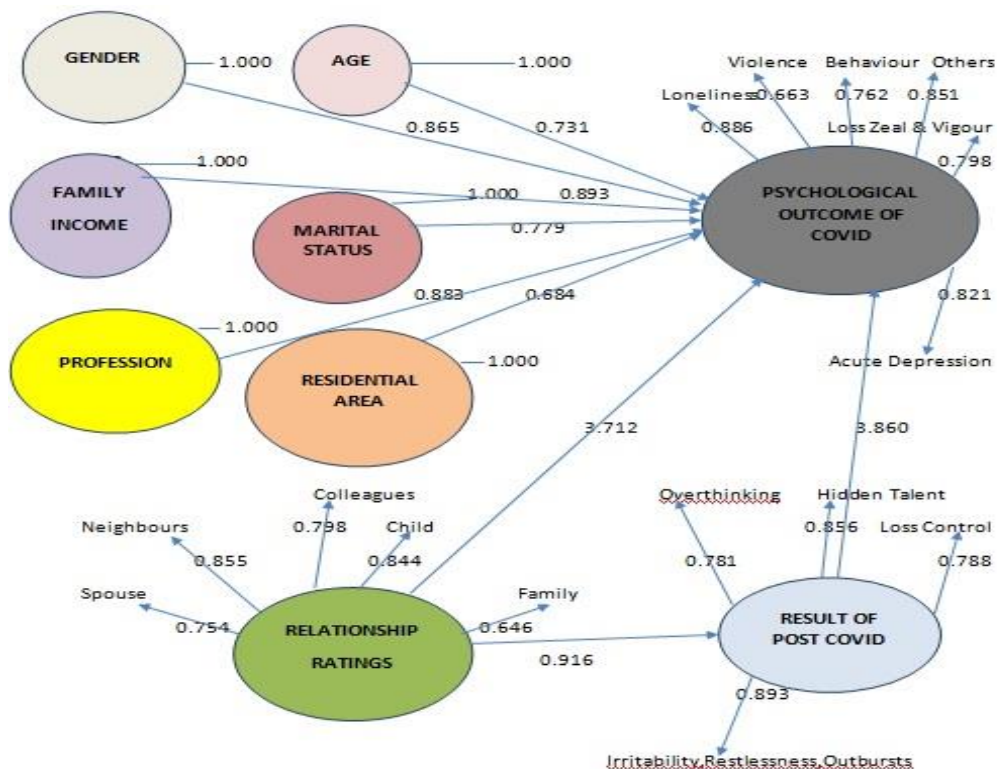 GENDER
1.000
AGE
1.000
Violence Behaviour Others
Loneliness 0.663 0.762 0.851
0.865 0.731 0.886 Loss Zeal & Vigour
0.798
FAMILY
INCOME
1.000
1.000 0.893
MARITAL
STATUS
0.779
PSYCHOLOGICAL
OUTCOME OF
COVID
0.883 0.684
0.821
PROFESSION
1.000
RESIDENTIAL
AREA
1.000
Acute Depression
3.712
3.860
Colleagues
Overthinking Hidden Talent
Neighbours 0.798 Child
0.856 Loss Control
0.855 0.844
0.781 0.788
Spouse Family
0.754 0.646
RELATIONSHIP
RATINGS
0.916
RESULT OF
POST COVID
0.893
Irritability,Restlessness,Outbursts